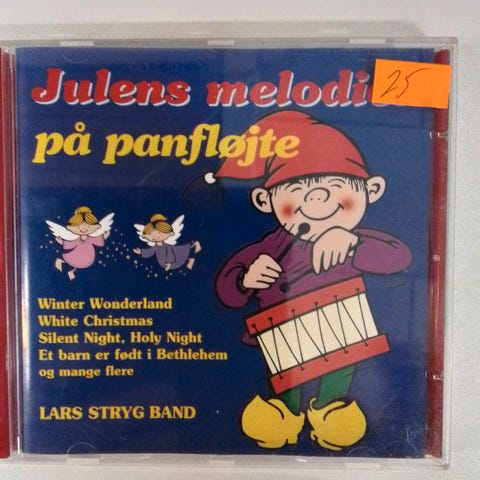 Julens melodi
25
på panfløjte
Winter Wonderland
White Christmas
Silent Night, Holy Night
Et barn er født i Bethlehem
og mange flere
LARS STRYG BAND